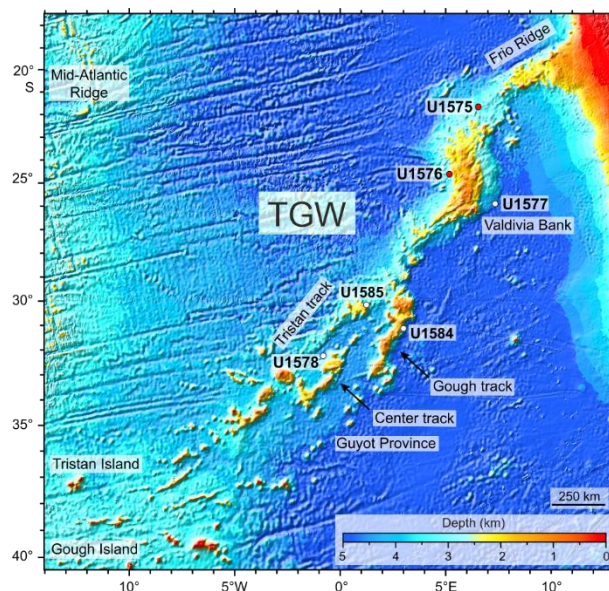 Frio Ridge
20°
S
Mid-Atlantic
Ridge
U1575
U1576
25°
TGW
U1577
Valdivia Bank
30°
U1585
Tristan track
U1584
U1578
Gough track
35°
Center track
Guyot Province
Tristan Island
250 km
Depth (km)
Gough Island
5 4 3 2 1 0
40°
10° 5°W 0° 5°E 10°